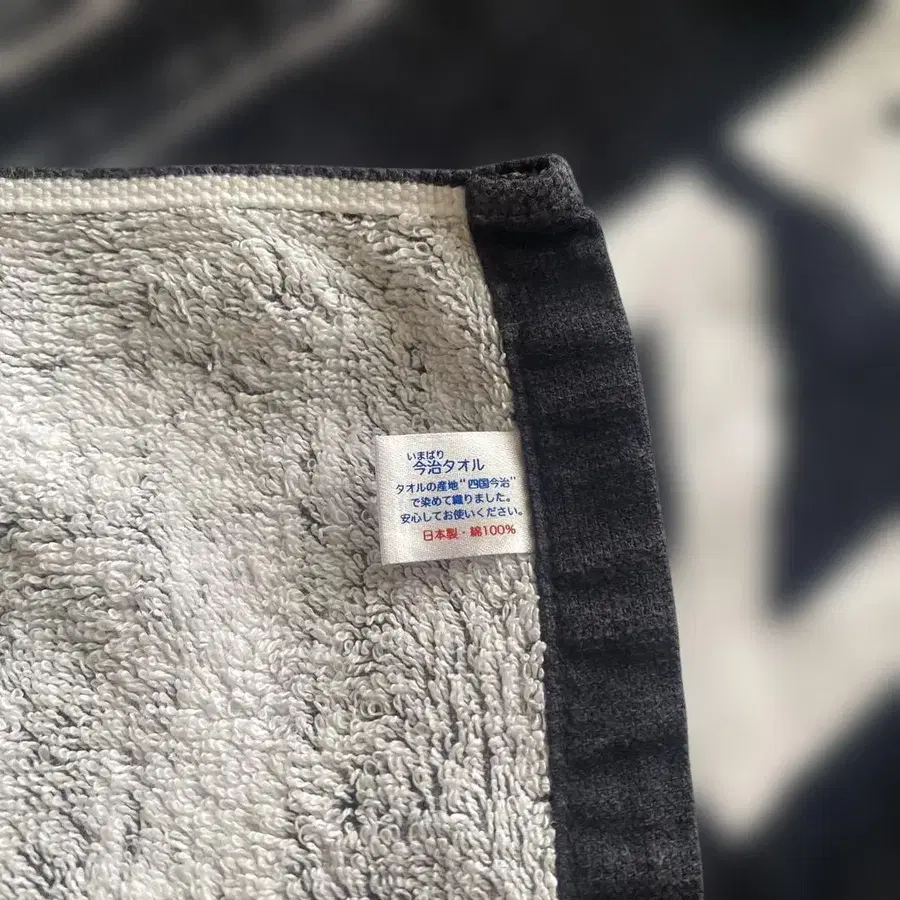 いまばり
今治タオル
タオルの産地"四国今治"
で染めて織りました。
安心してお使いください。
日本製・綿100%